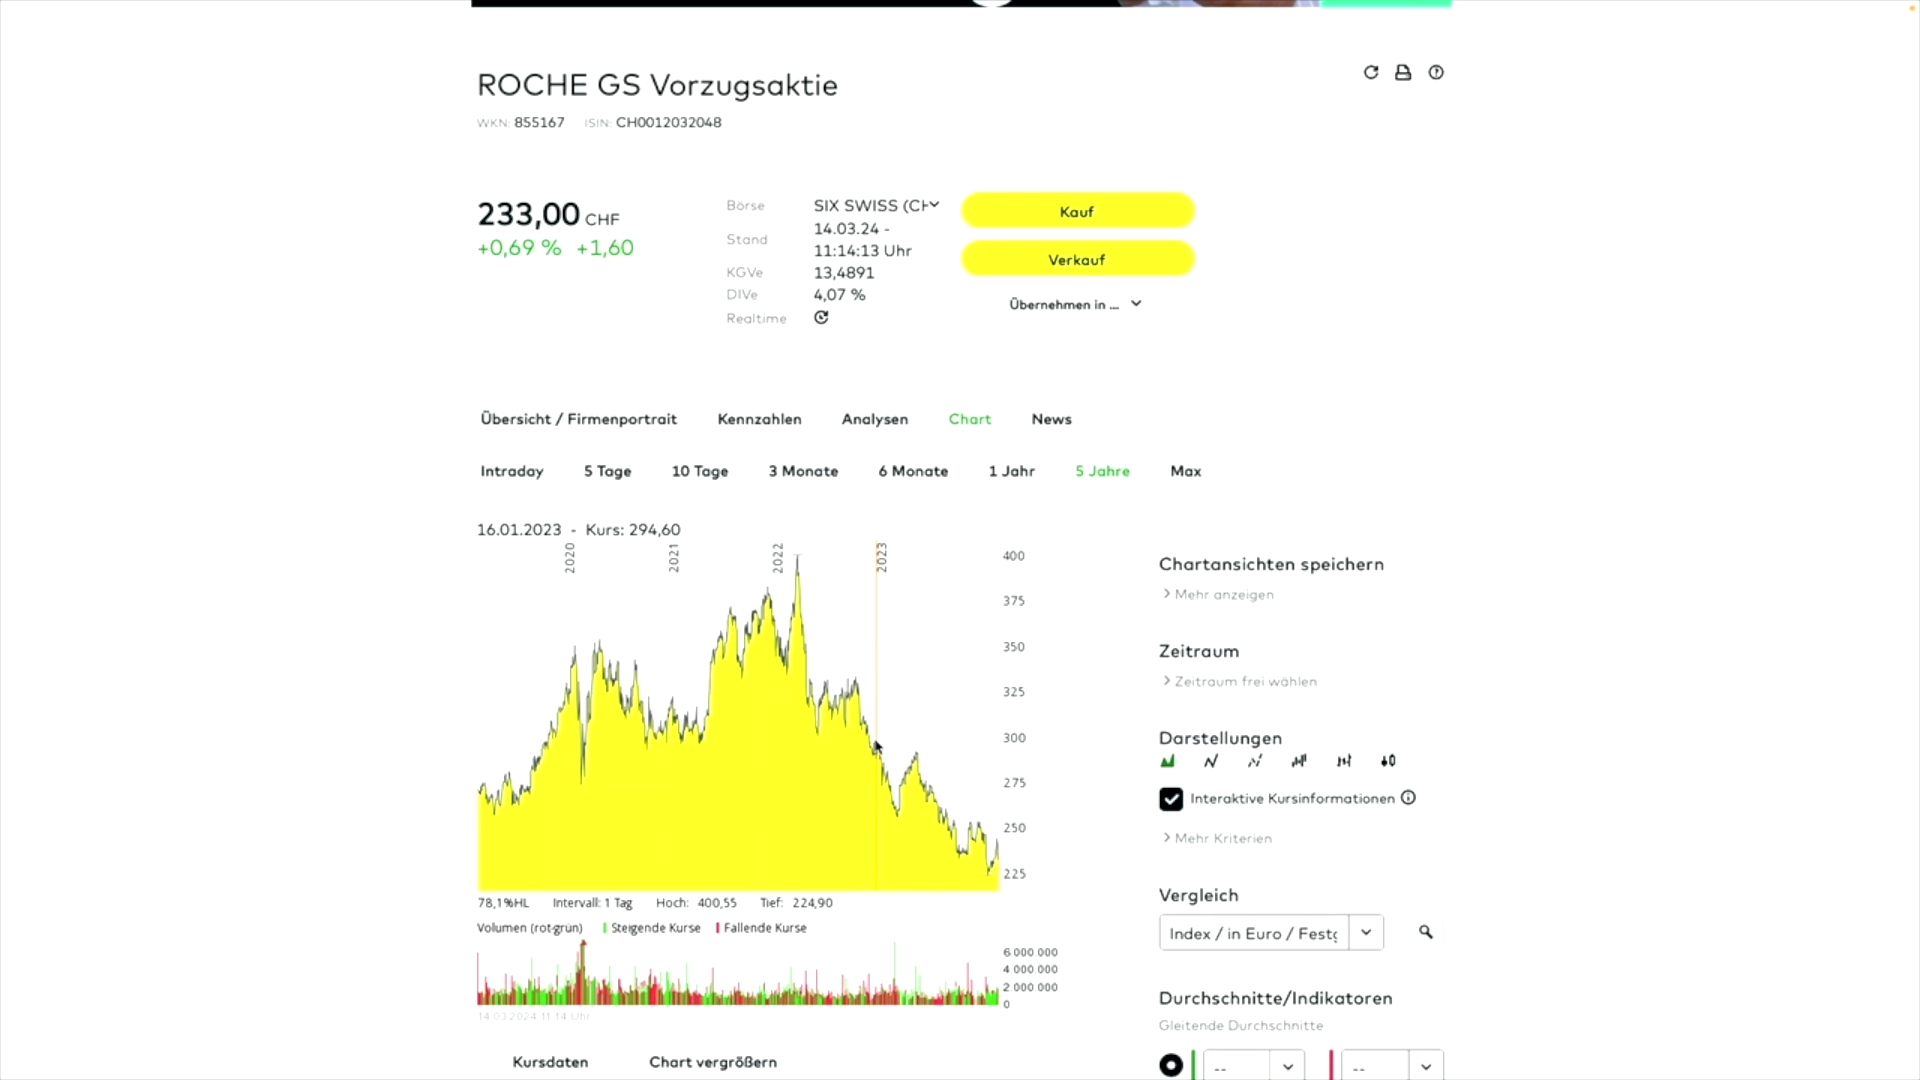 ROCHE GS Vorzugsaktie
WKN: 855167 ISIN: CH0012032048
233,00 CHF
+0,69 % +1,60
Börse SIX SWISS (CH
Stand 14.03.24 -
11:14:13 Uhr
KGVe 13,4891
DIVe 4,07 %
Realtime
Kauf
Verkauf
Übernehmen in ...
Übersicht / Firmenportrait Kennzahlen Analysen Chart News
Intraday 5 Tage 10 Tage 3 Monate 6 Monate 1 Jahr 5 Jahre Max
16.01.2023 - Kurs: 294,60
2020 2021 2022 2023
400
375
350
325
300
275
250
225
78,1%HL Intervall: 1 Tag Hoch: 400,55 Tief: 224,90
Volumen (rot-grün) Steigende Kurse Fallende Kurse
6 000 000
4 000 000
2 000 000
0
14.03.2024 11:14 Uhr
Kursdaten Chart vergrößern
Chartansichten speichern
Mehr anzeigen
Zeitraum
Zeitraum frei wählen
Darstellungen
Interaktive Kursinformationen
Mehr Kriterien
Vergleich
Index / in Euro / Festg
Durchschnitte/Indikatoren
Gleitende Durchschnitte
-- --